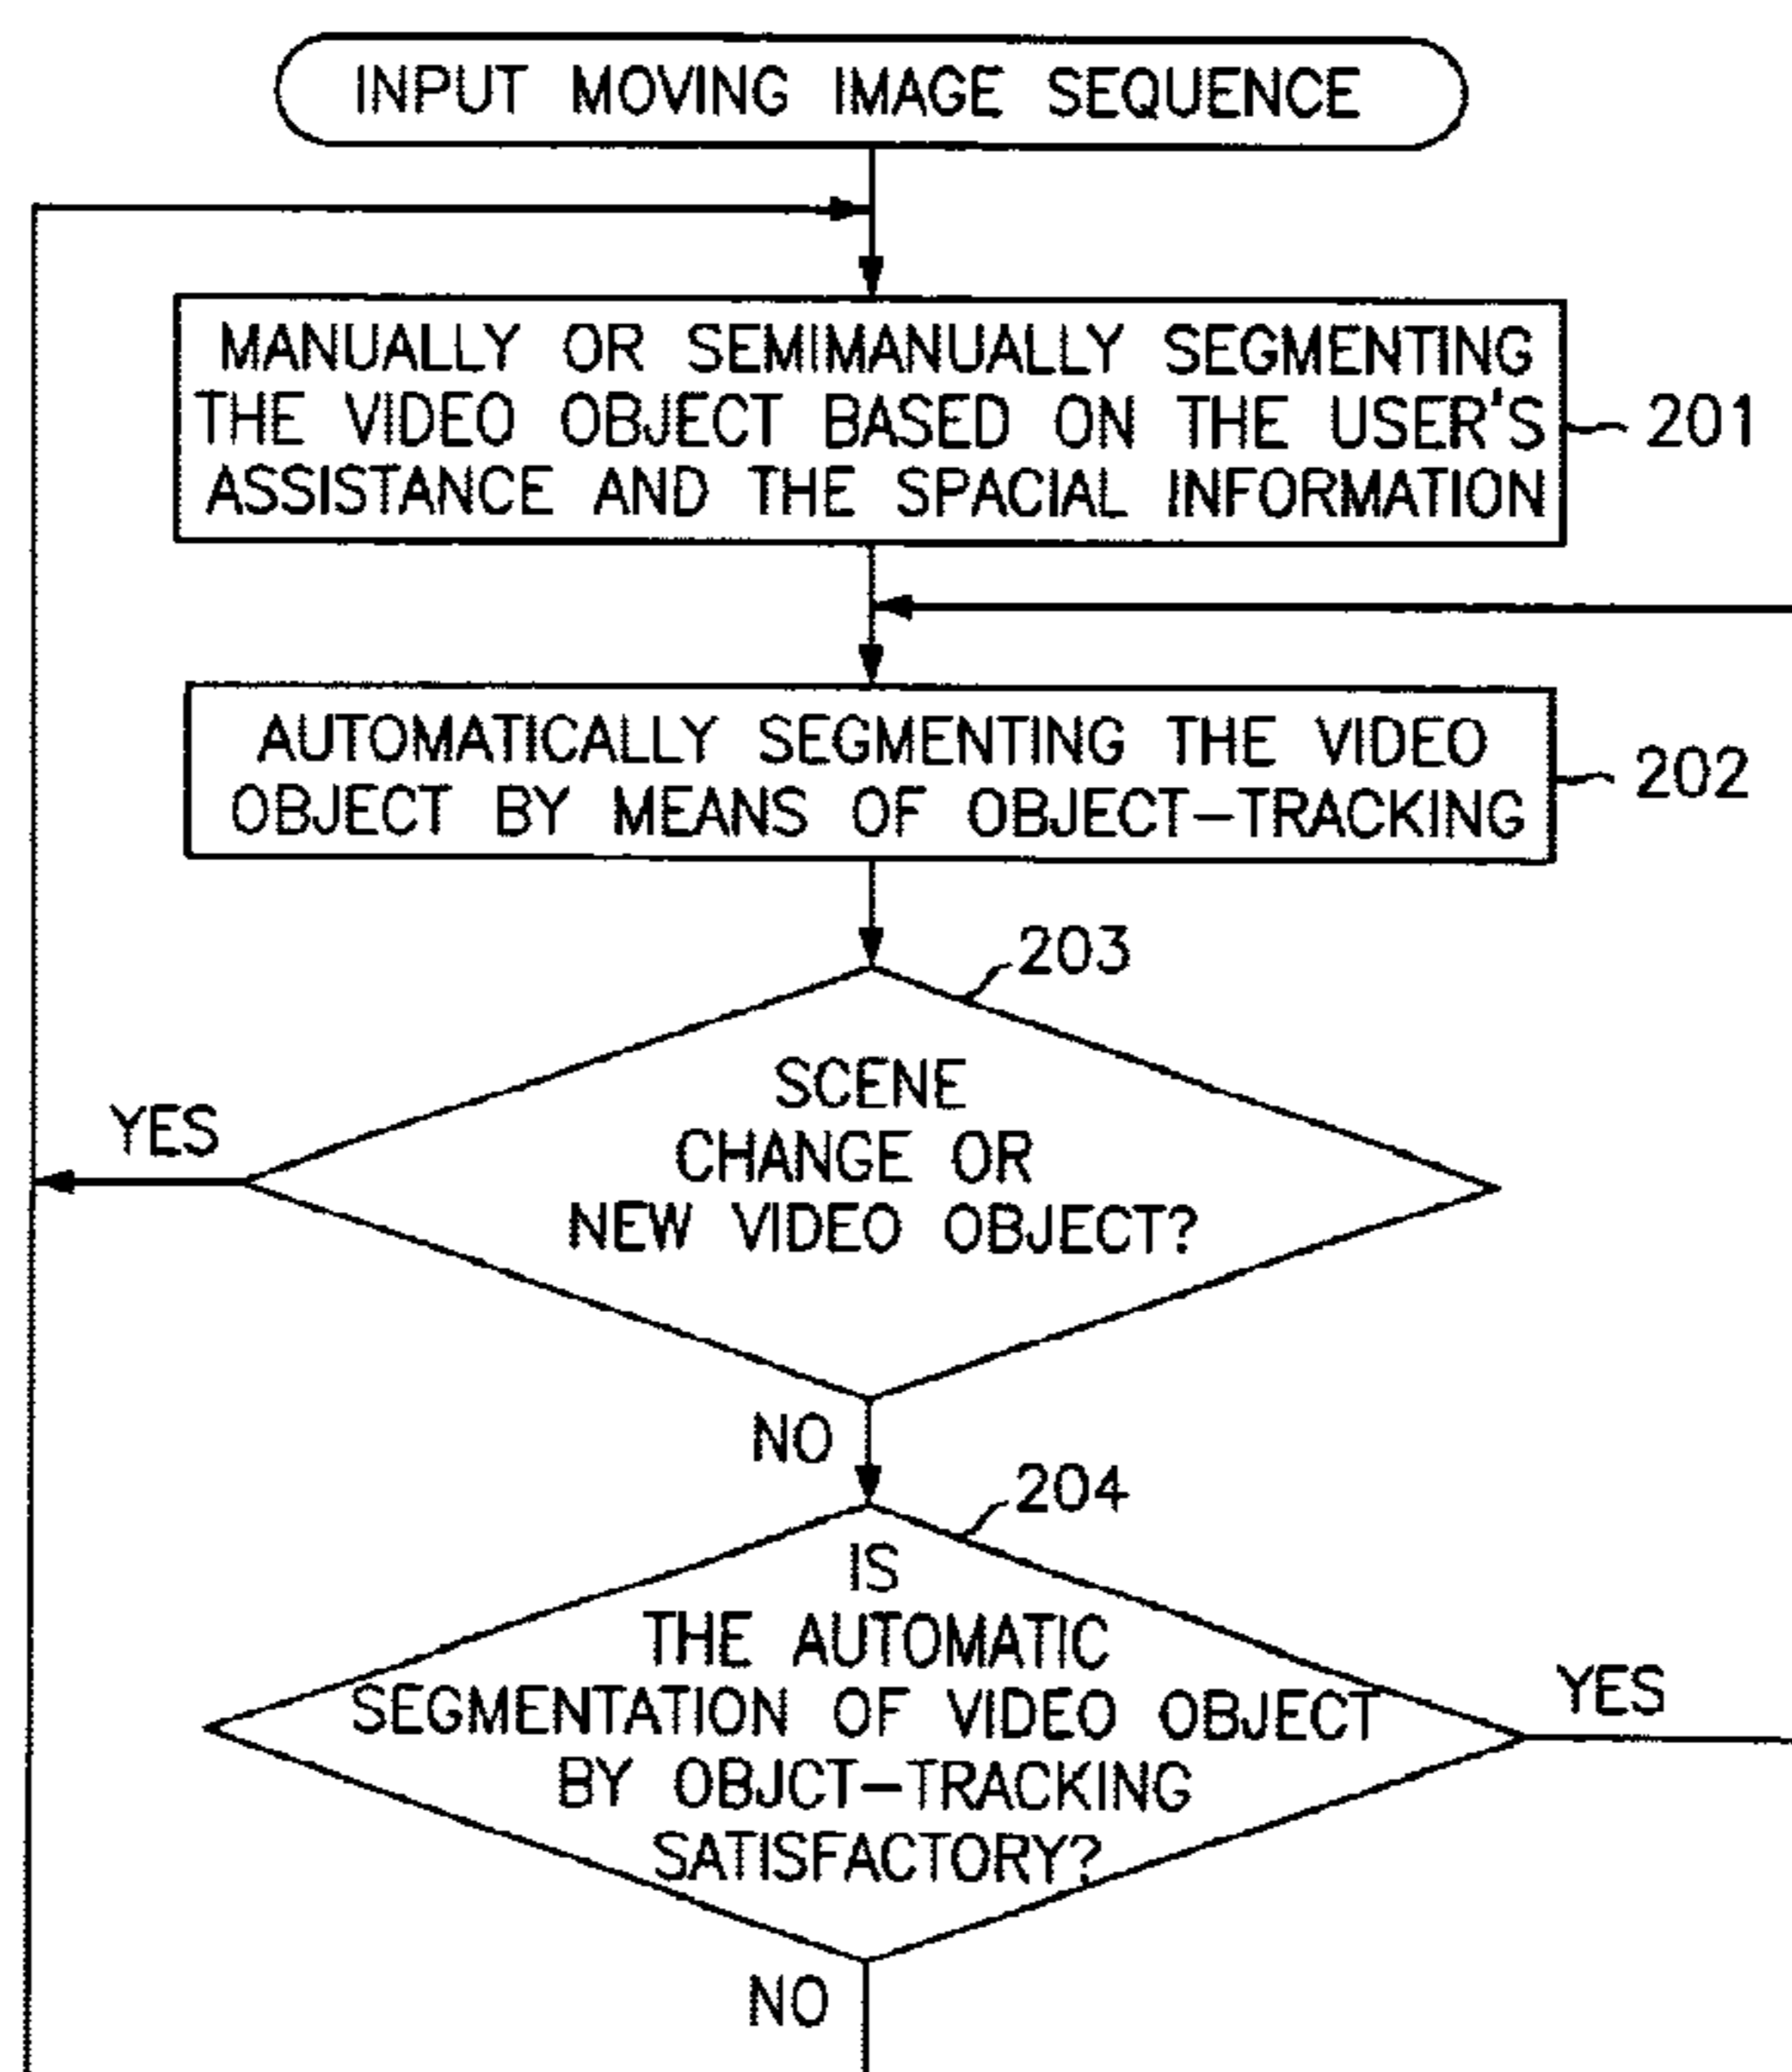 INPUT MOVING IMAGE SEQUENCE
MANUALLY OR SEMIMANUALLY SEGMENTING
THE VIDEO OBJECT BASED ON THE USER'S
ASSISTANCE AND THE SPACIAL INFORMATION
201
AUTOMATICALLY SEGMENTING THE VIDEO
OBJECT BY MEANS OF OBJECT-TRACKING
202
203
SCENE
CHANGE OR
NEW VIDEO OBJECT?
YES
NO
204
IS
THE AUTOMATIC
SEGMENTATION OF VIDEO OBJECT
BY OBJCT-TRACKING
SATISFACTORY?
YES
NO